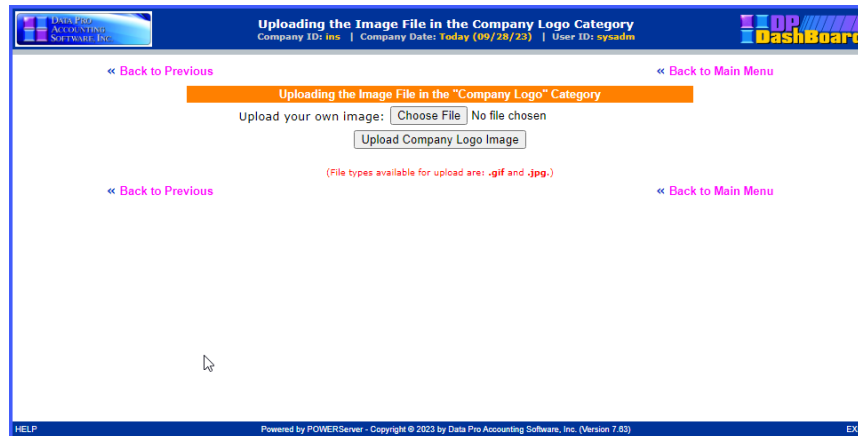 DATA PRO
ACCOUNTING
SOFTWARE, INC.
Uploading the Image File in the Company Logo Category
Company ID: ins | Company Date: Today (09/28/23) | User ID: sysadm
DP
DashBoard
« Back to Previous
« Back to Main Menu
Uploading the Image File in the "Company Logo" Category
Upload your own image: Choose File No file chosen
Upload Company Logo Image
(File types available for upload are: .gif and .jpg.)
« Back to Previous
« Back to Main Menu
HELP
Powered by POWERServer - Copyright © 2023 by Data Pro Accounting Software, Inc. (Version 7.63)
EX